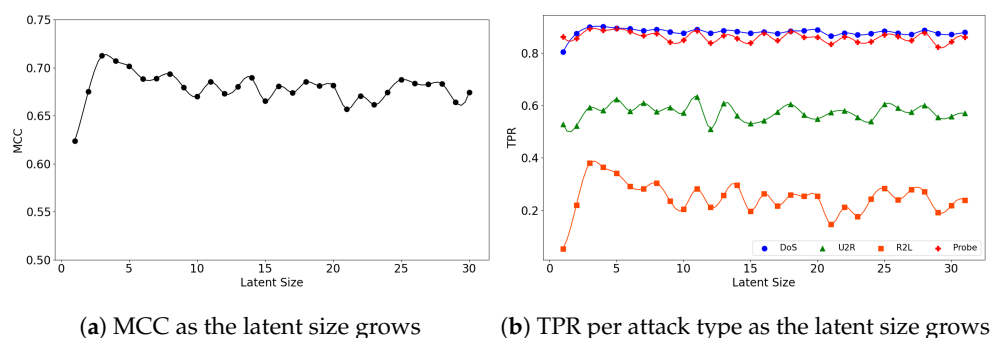 0.75
0.70
0.65
0.60
0.55
0.50
MCC
0 5 10 15 20 25 30
Latent Size
(a) MCC as the latent size grows
0.8
0.6
0.4
0.2
TPR
DoS U2R R2L Probe
0 5 10 15 20 25 30
Latent Size
(b) TPR per attack type as the latent size grows